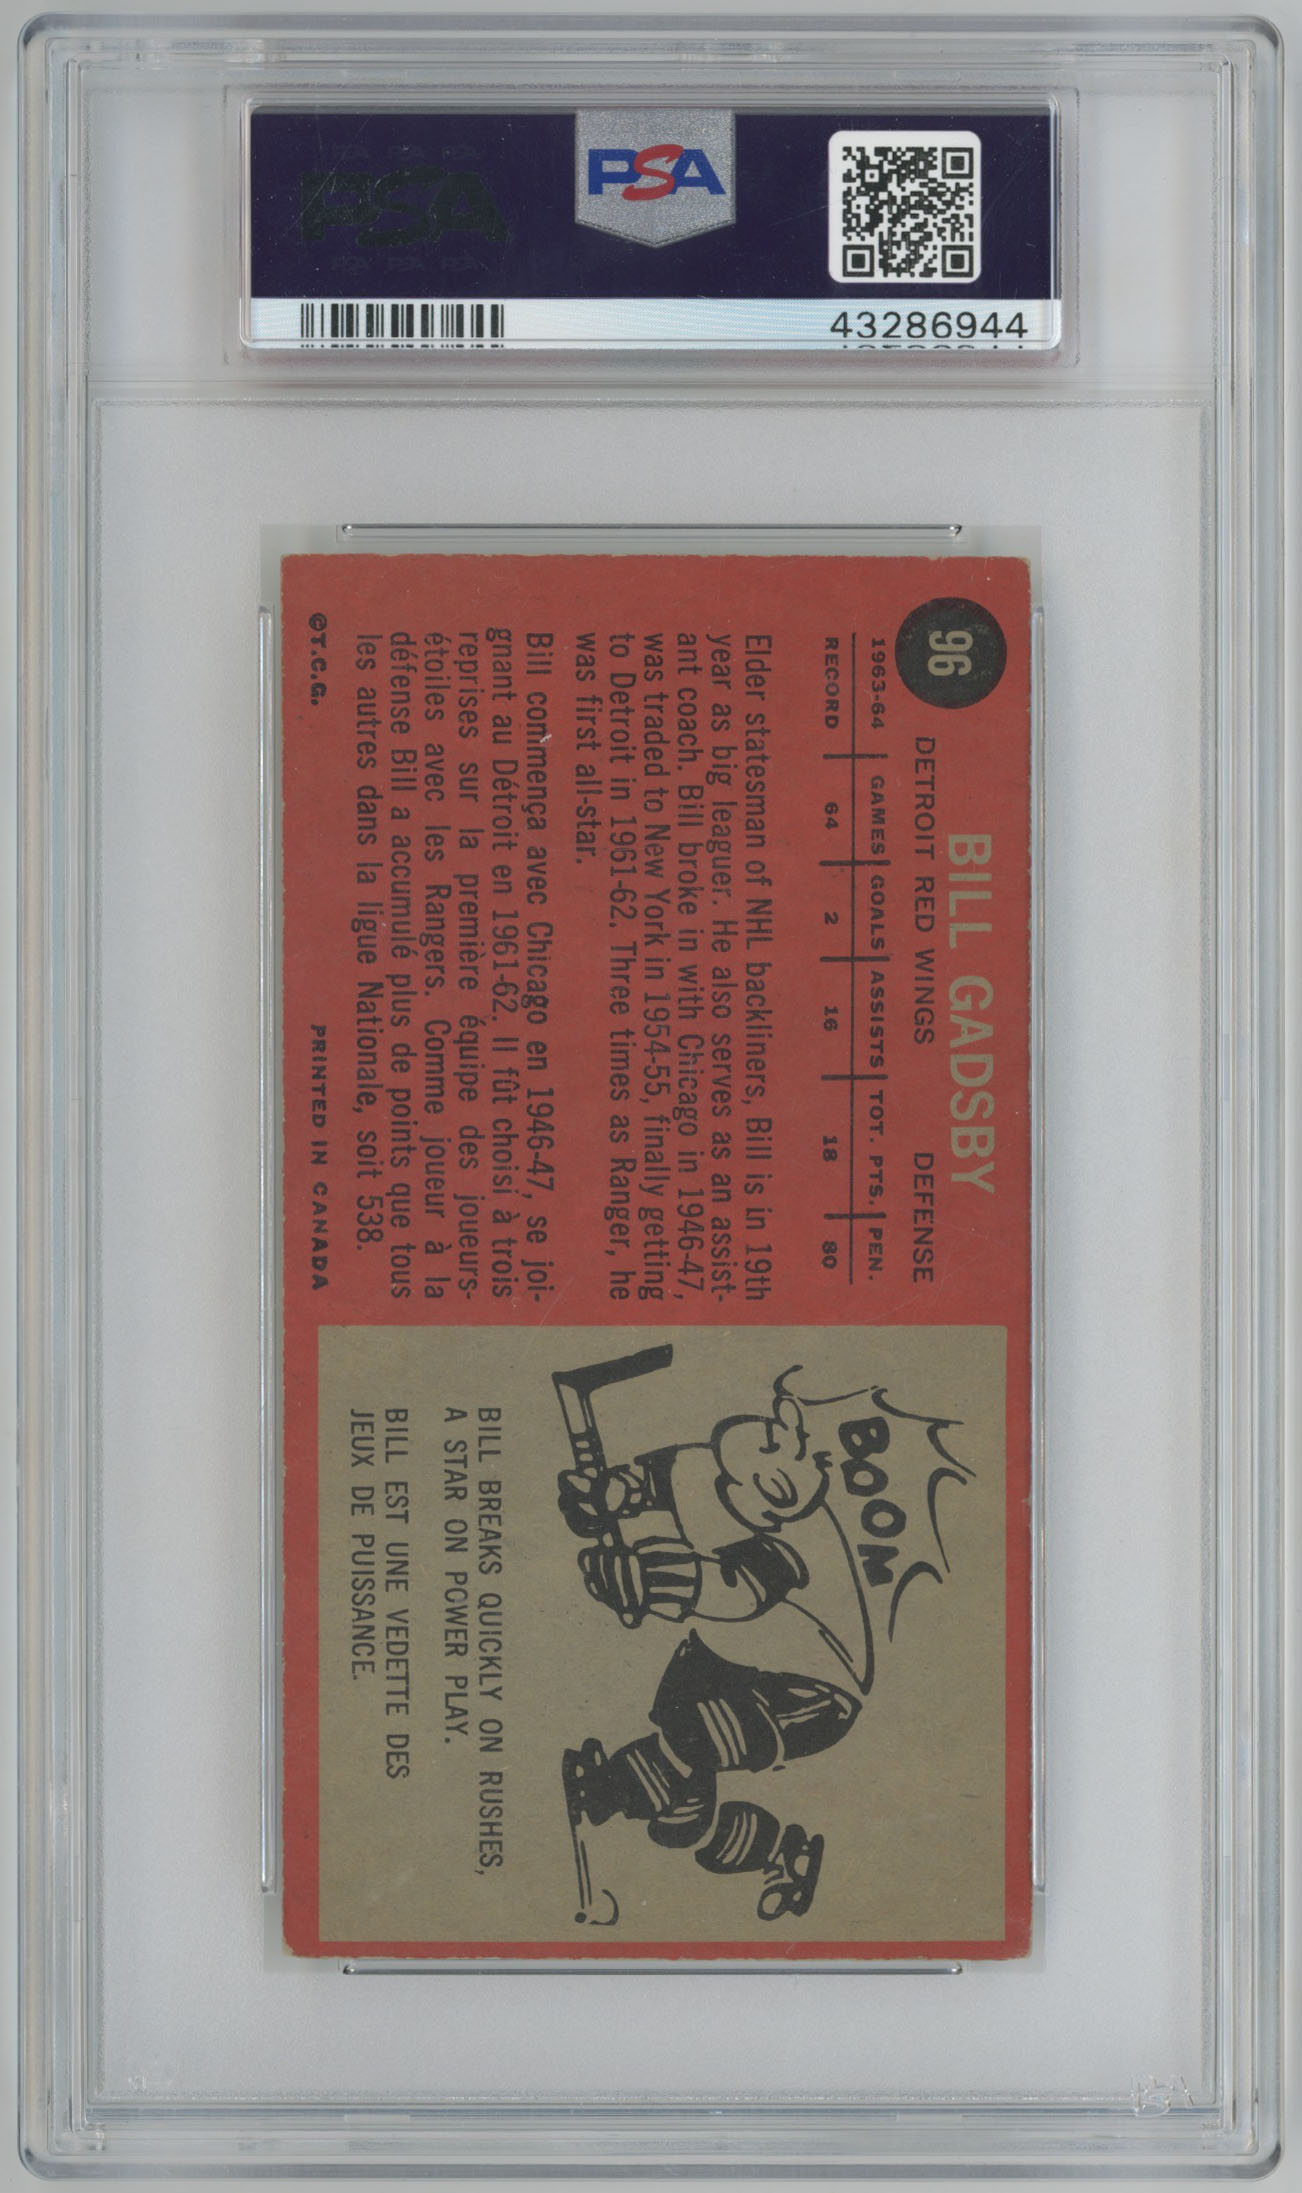 PSA
PSA
43286944
96
BILL GADSBY
DETROIT RED WINGS DEFENSE
1963-64 GAMES GOALS ASSISTS TOT. PTS. PEN.
RECORD 64 2 16 18 80
Elder statesman of NHL backliners, Bill is in 19th
year as big leaguer. He also serves as an assist-
ant coach. Bill broke in with Chicago in 1946-47,
was traded to New York in 1954-55, finally getting
to Detroit in 1961-62. Three times as Ranger, he
was first all-star.
Bill commença avec Chicago en 1946-47, se joi-
gnant au Détroit en 1961-62. Il fût choisi à trois
reprises sur la première équipe des joueurs-
étoiles avec les Rangers. Comme joueur à la
défense Bill a accumulé plus de points que tous
les autres dans la ligue Nationale, soit 538.
©T.C.G. PRINTED IN CANADA
BOOM
BILL BREAKS QUICKLY ON RUSHES,
A STAR ON POWER PLAY.
BILL EST UNE VEDETTE DES
JEUX DE PUISSANCE.
PSA